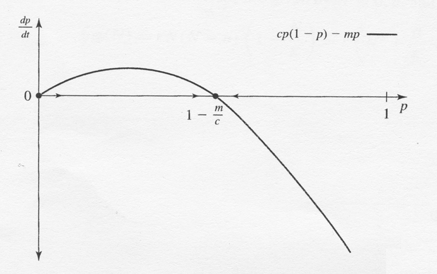 dp/dt
cp(1 − p) − mp
0
1 − m/c
1
p